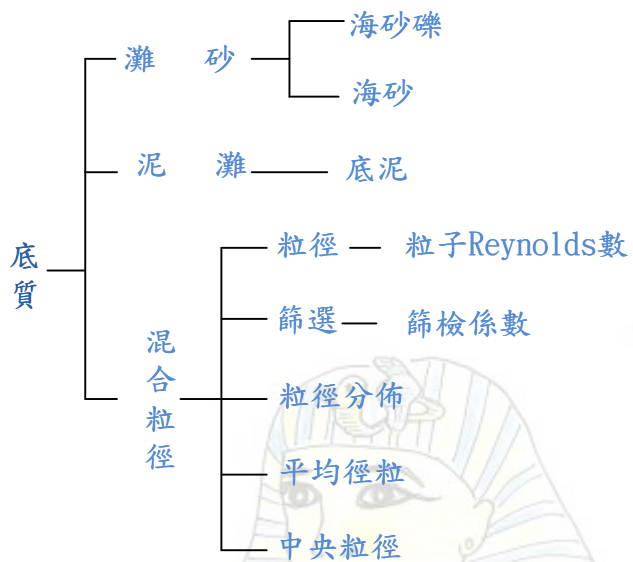 灘 砂
海砂礫
海砂
泥 灘
底泥
底質
混合粒徑
粒徑
粒子Reynolds數
篩選
篩檢係數
粒徑分佈
平均徑粒
中央粒徑